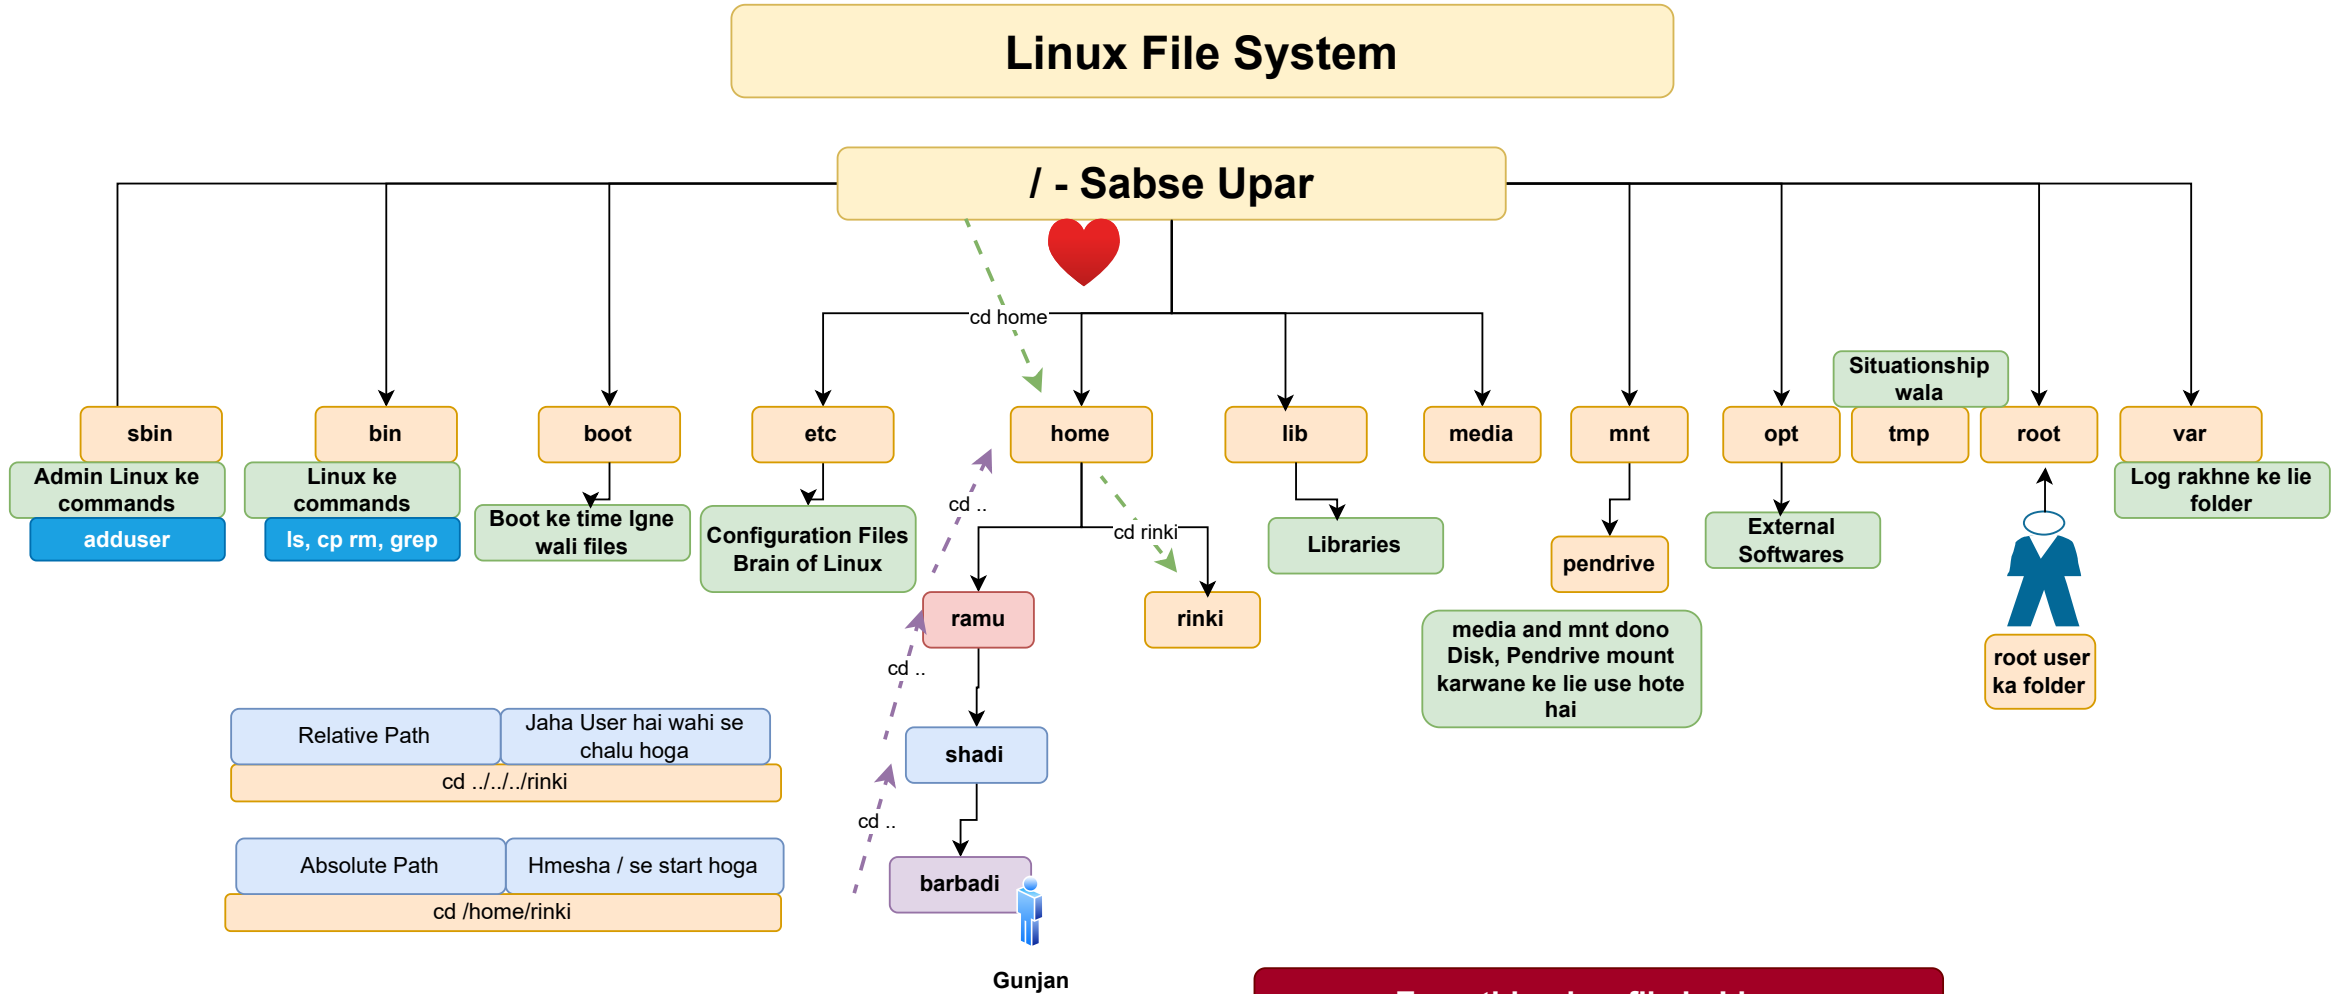 Linux File System
/ - Sabse Upar
cd home
Situationship
wala
sbin
bin
boot
etc
home
lib
media
mnt
opt
tmp
root
var
Admin Linux ke
commands
adduser
Linux ke
commands
ls, cp rm, grep
Boot ke time lgne
wali files
Configuration Files
Brain of Linux
cd ..
cd rinki
Libraries
pendrive
External
Softwares
Log rakhne ke lie
folder
ramu
rinki
media and mnt dono
Disk, Pendrive mount
karwane ke lie use hote
hai
root user
ka folder
cd ..
Relative Path
Jaha User hai wahi se
chalu hoga
cd ../../../rinki
shadi
cd ..
Absolute Path
Hmesha / se start hoga
cd /home/rinki
barbadi
Gunjan